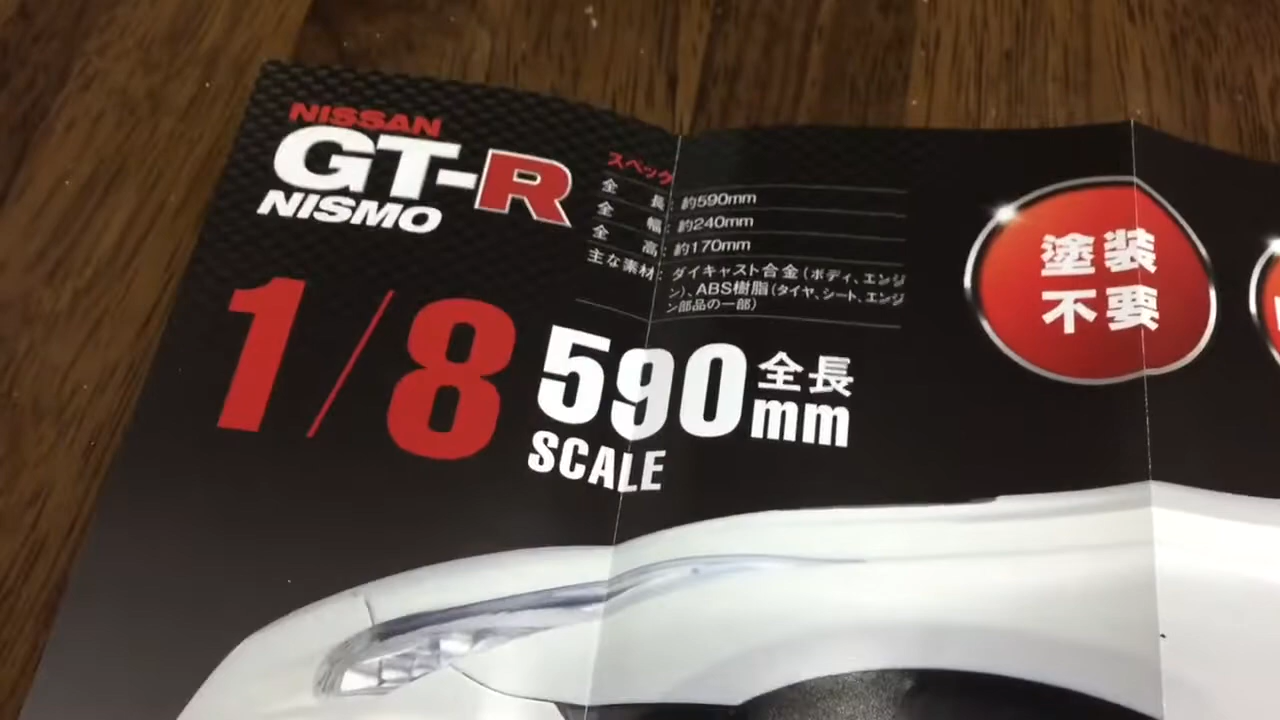 NISSAN
GT-R
NISMO
スペック
全長：約590mm
全幅：約240mm
全高：約170mm
主な素材：ダイキャスト合金（ボディ、エンジ
ン）、ABS樹脂（タイヤ、シート、エンジ
ン部品の一部）
1/8
590
全長
mm
SCALE
塗装
不要